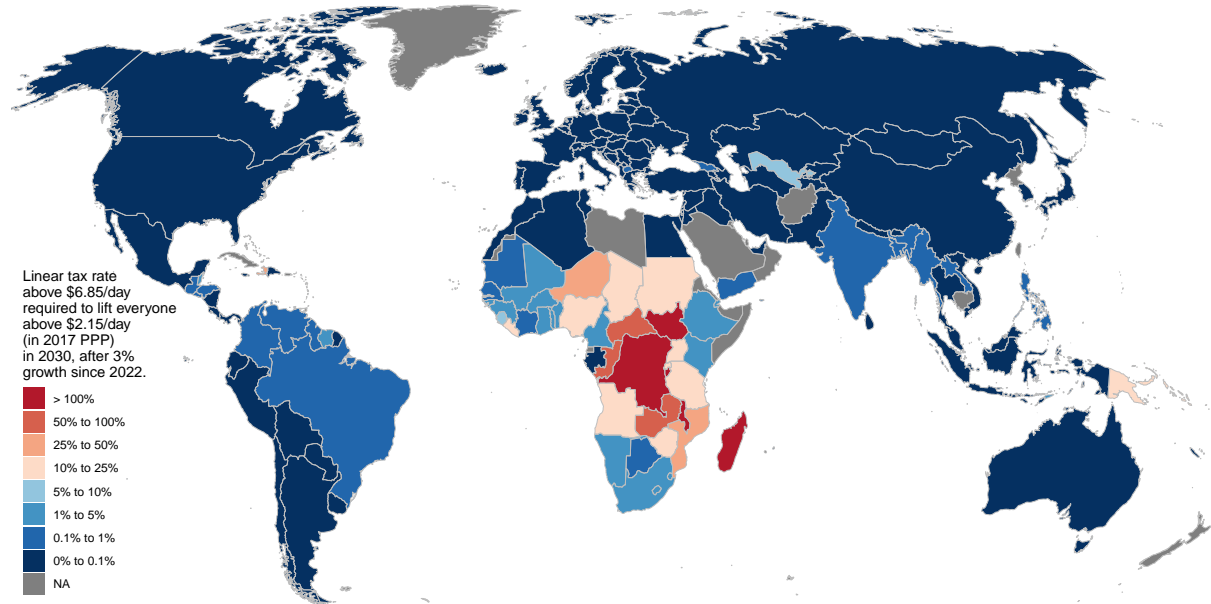 Linear tax rate
above $6.85/day
required to lift everyone
above $2.15/day
(in 2017 PPP)
in 2030, after 3%
growth since 2022.
> 100%
50% to 100%
25% to 50%
10% to 25%
5% to 10%
1% to 5%
0.1% to 1%
0% to 0.1%
NA